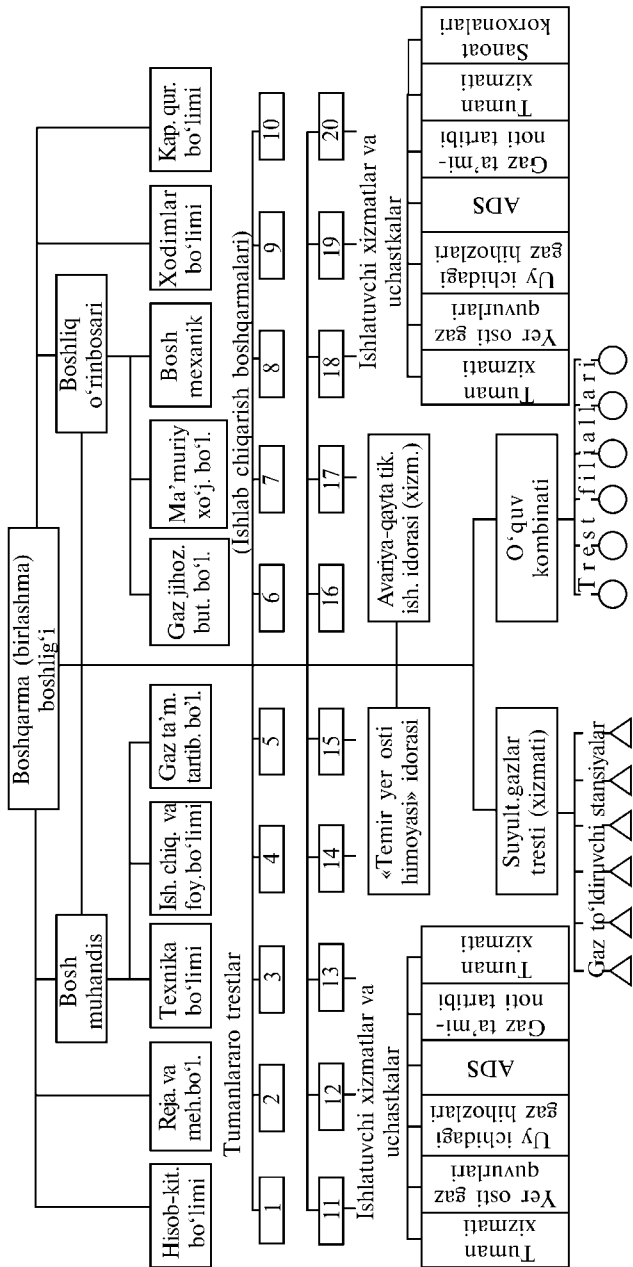 Boshqarma (birlashma)
boshlig‘i
Bosh
muhandis
Boshliq
o‘rinbosari
Hisob-kit.
bo‘limi
Reja. va
meh.bo‘l.
Texnika
bo‘limi
Ish. chiq. va
foy.bo‘limi
Gaz ta’m.
tartib. bo’l.
Gaz jihoz.
but. bo‘l.
Ma’muriy
xo‘j. bo‘l.
Bosh
mexanik
Xodimlar
bo‘limi
Kap. qur.
bo‘limi
Tumanlararo trestlar
(Ishlab chiqarish boshqarmalari)
1 2 3 4 5 6 7 8 9 10
11 12 13 14 15 16 17 18 19 20
Ishlatuvchi xizmatlar va
uchastkalar
«Temir yer osti
himoyasi» idorasi
Avariya-qayta tik.
ish. idorasi (xizm.)
Ishlatuvchi xizmatlar va
uchastkalar
Tuman
xizmati
Yer osti gaz
quvurlari
Uy ichidagi
gaz hihozlari
ADS
Gaz ta’mi-
noti tartibi
Tuman
xizmati
Suyult.gazlar
tresti (xizmati)
O‘quv
kombinati
Tuman
xizmati
Yer osti gaz
quvurlari
Uy ichidagi
gaz hihozlari
ADS
Gaz ta’mi-
noti tartibi
Tuman
xizmati
Sanoat
korxonalari
Gaz to‘ldiruvchi stansiyalar
Trest filiallari